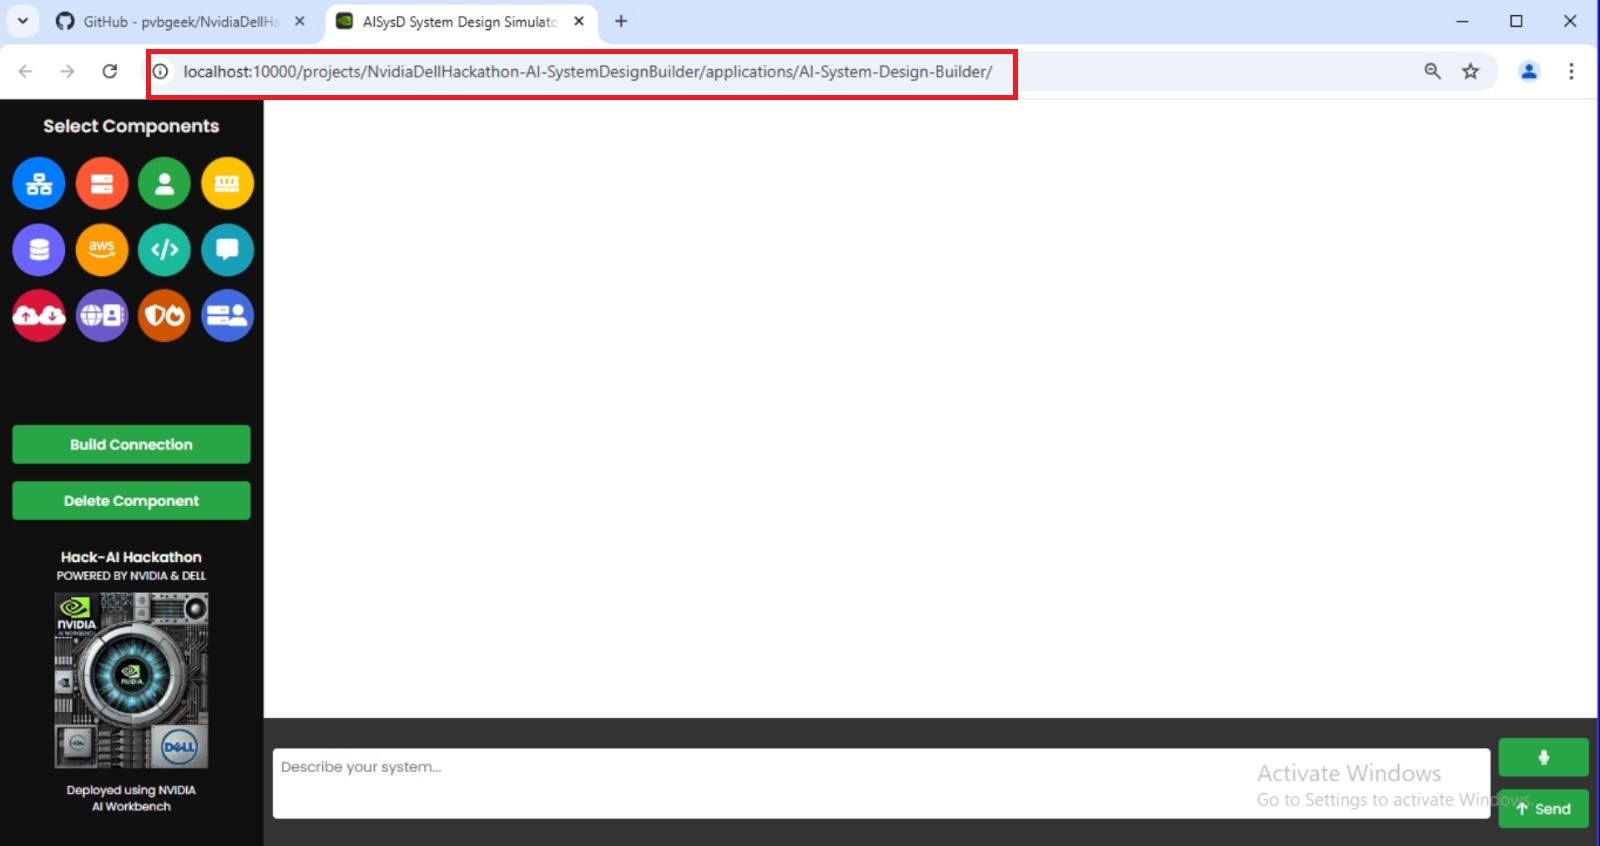 GitHub - pvbgeek/NvidiaDellHa
AISysD System Design Simulato
localhost:10000/projects/NvidiaDellHackathon-AI-SystemDesignBuilder/applications/AI-System-Design-Builder/
Select Components
aws
Build Connection
Delete Component
Hack-AI Hackathon
POWERED BY NVIDIA & DELL
NVIDIA
DELL
Deployed using NVIDIA
AI Workbench
Describe your system...
Activate Windows
Go to Settings to activate Windows.
Send